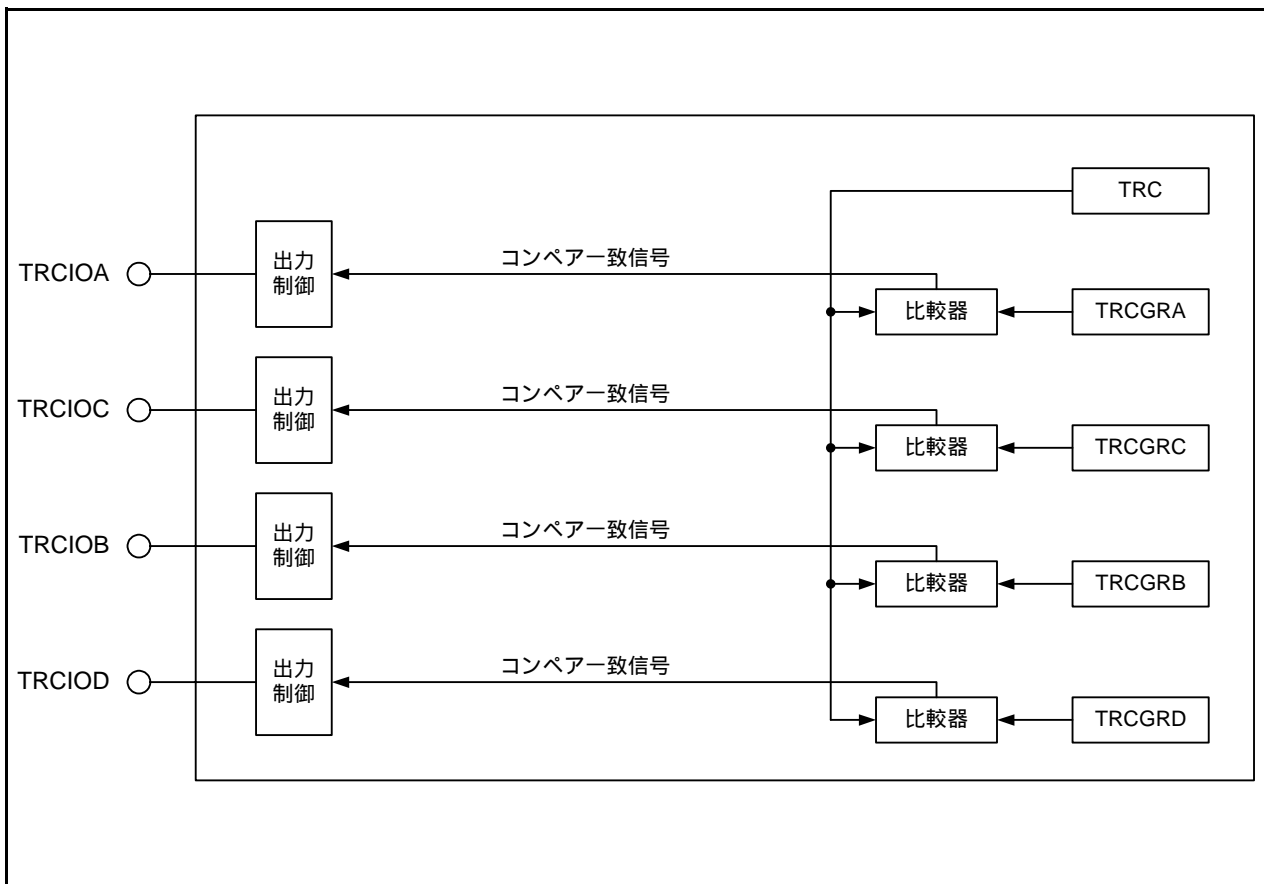 TRC
TRCIOA
出力
制御
コンペア一致信号
比較器
TRCGRA
TRCIOC
出力
制御
コンペア一致信号
比較器
TRCGRC
TRCIOB
出力
制御
コンペア一致信号
比較器
TRCGRB
TRCIOD
出力
制御
コンペア一致信号
比較器
TRCGRD